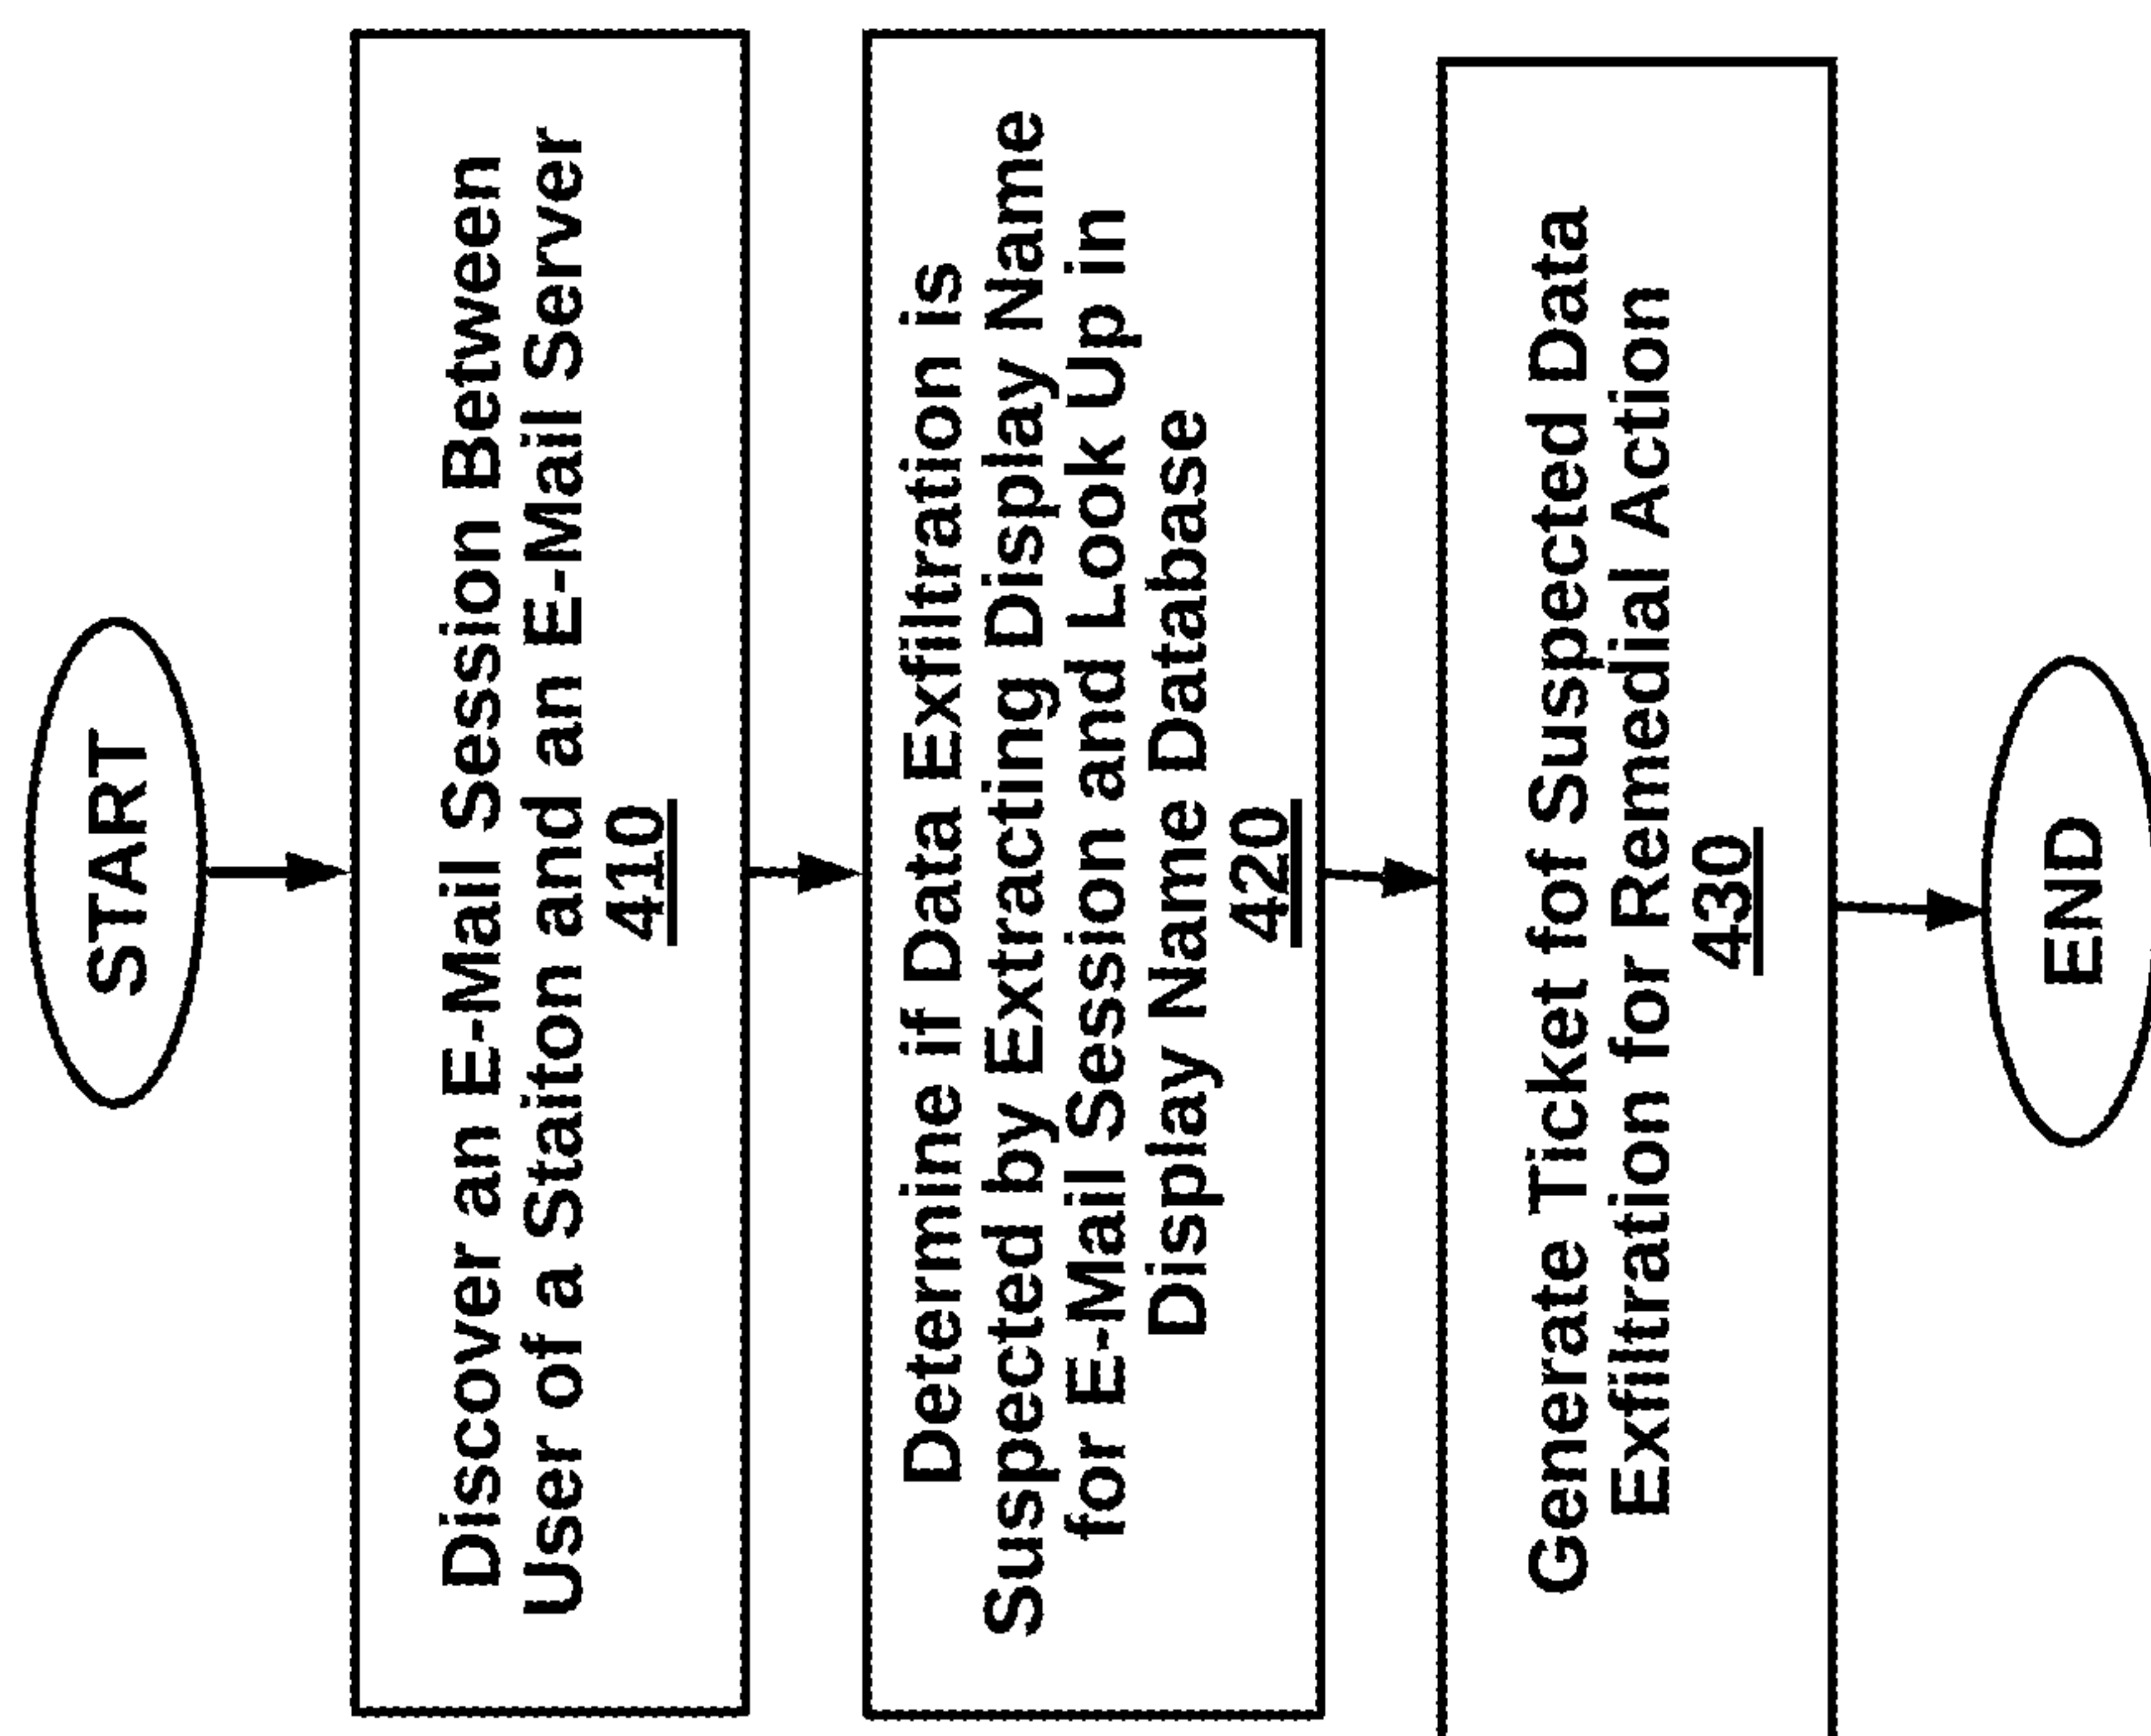 START
Discover an E-Mail Session Between
User of a Staiton and an E-Mail Server
410
Determine if Data Exfiltration is
Suspected by Extracting Display Name
for E-Mail Session and Look Up in
Display Name Database
420
Generate Ticket fof Suspected Data
Exfiltration for Remedial Action
430
END